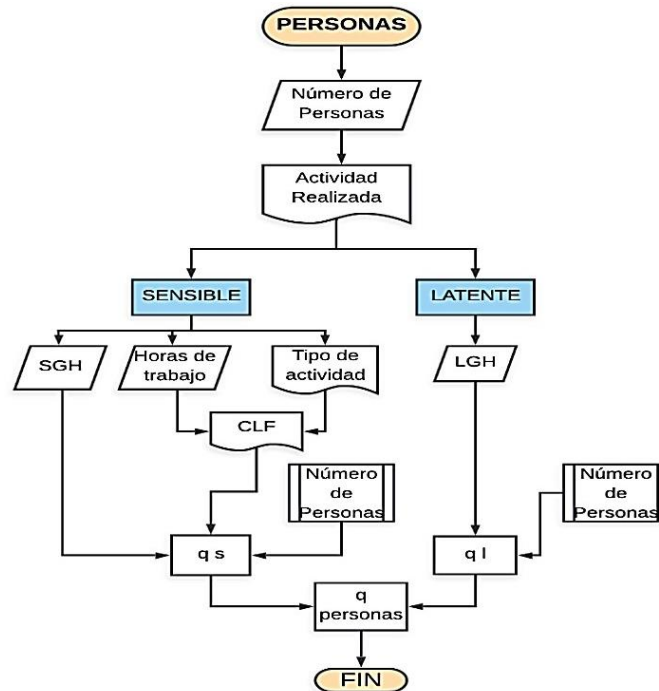 PERSONAS
Número de
Personas
Actividad
Realizada
SENSIBLE
LATENTE
SGH
Horas de
trabajo
Tipo de
actividad
LGH
CLF
Número
de
Personas
Número
de
Personas
q s
q l
q
personas
FIN